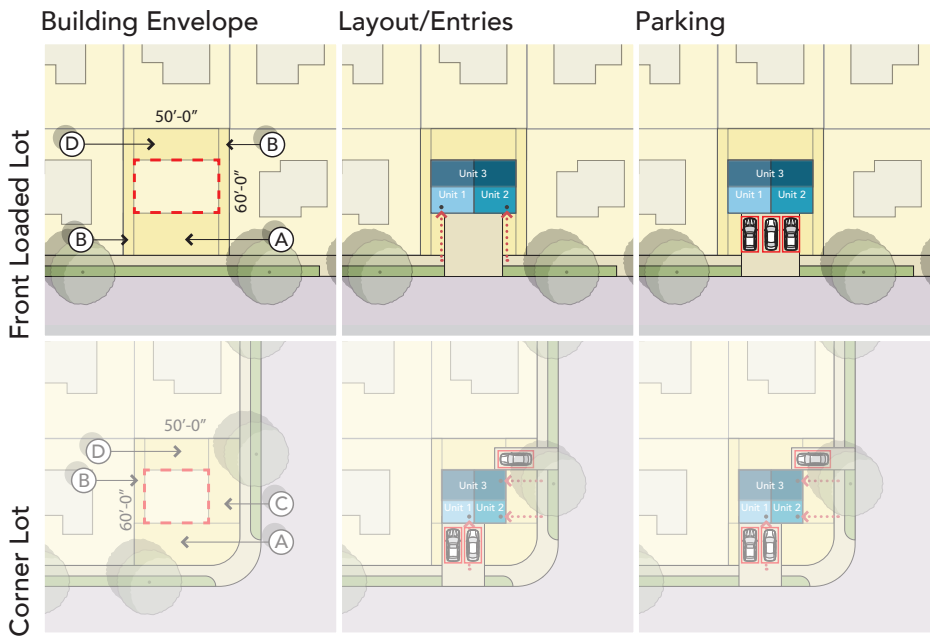 Building Envelope
Layout/Entries
Parking
Front Loaded Lot
50'-0"
D
B
60'-0"
B
A
Unit 3
Unit 1
Unit 2
Unit 3
Unit 1
Unit 2
Corner Lot
50'-0"
D
B
60'-0"
C
A
Unit 3
Unit 1
Unit 2
Unit 3
Unit 1
Unit 2